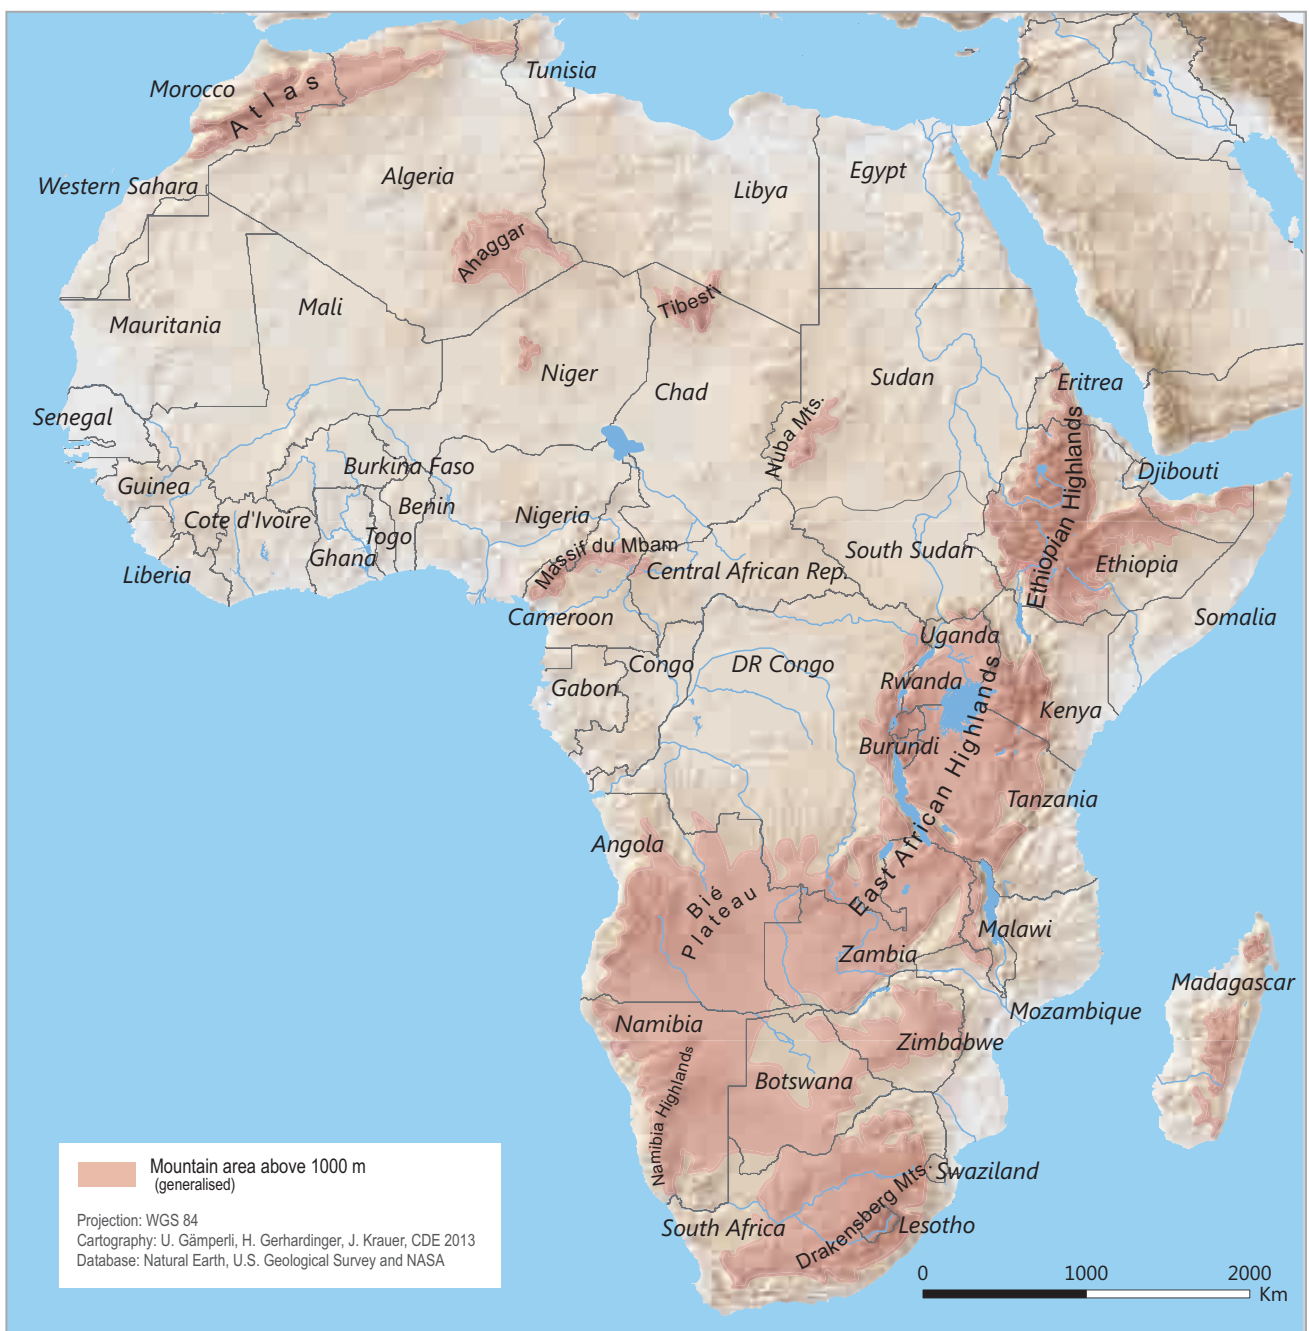 Tunisia
Morocco
Atlas
Western Sahara
Algeria
Libya
Egypt
Ahaggar
Tibesti
Mali
Mauritania
Niger
Chad
Sudan
Eritrea
Senegal
Nuba Mts.
Ethiopian Highlands
Djibouti
Burkina Faso
Guinea
Benin
Nigeria
Cote d'Ivoire
Togo
Ghana
Liberia
Massif du Mbam
South Sudan
Central African Rep.
Ethiopia
Cameroon
Somalia
Uganda
Congo
DR Congo
Gabon
Rwanda
Kenya
Burundi
East African Highlands
Tanzania
Angola
Bié
Plateau
Malawi
Zambia
Madagascar
Mozambique
Namibia
Zimbabwe
Botswana
Namibia Highlands
Swaziland
Drakensberg Mts.
South Africa
Lesotho
Mountain area above 1000 m
(generalised)
Projection: WGS 84
Cartography: U. Gämperli, H. Gerhardinger, J. Krauer, CDE 2013
Database: Natural Earth, U.S. Geological Survey and NASA
0 1000 2000
Km